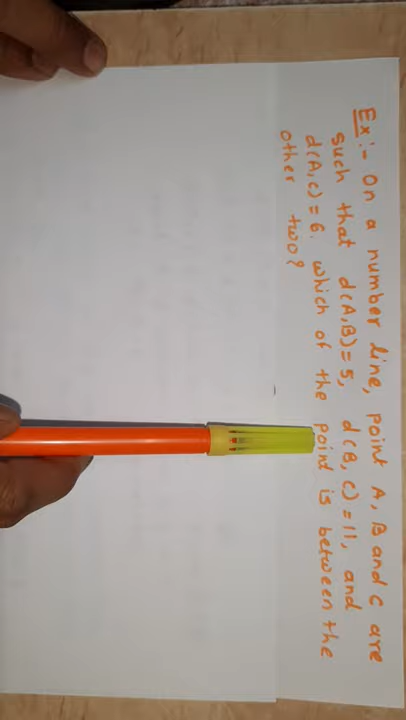 Ex:- On a number line, point A, B and C are
such that d(A,B)=5, d(B,C)=11, and
d(A,C)=6. which of the point is between the
other two?